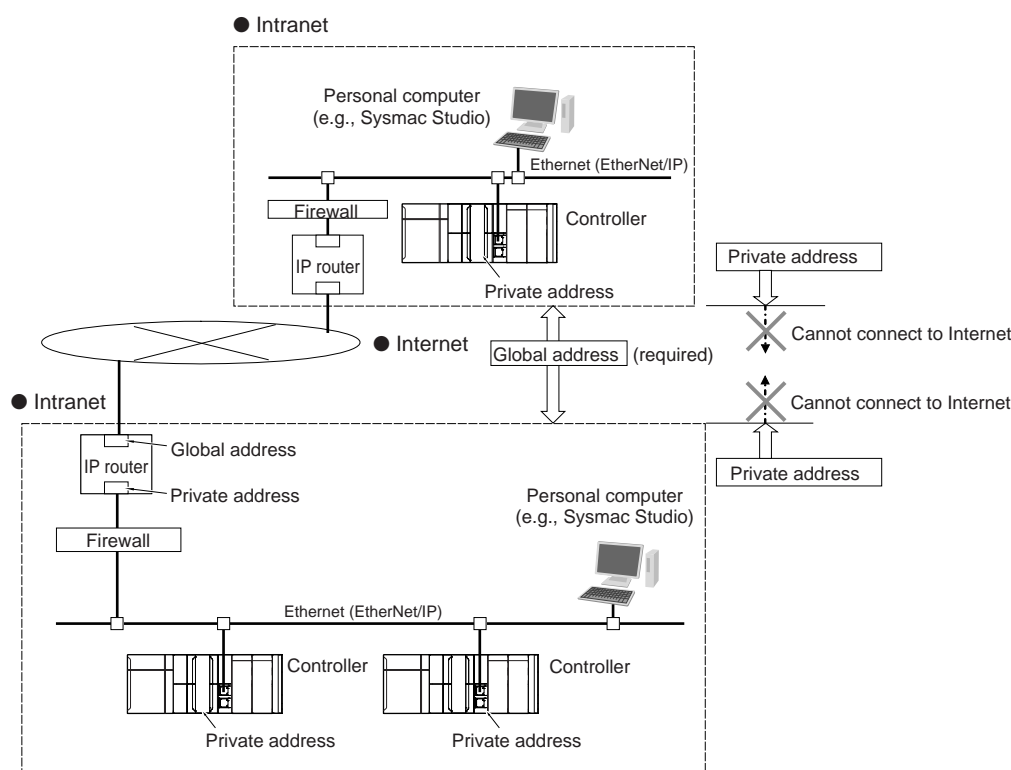 ● Intranet
Personal computer
(e.g., Sysmac Studio)
Ethernet (EtherNet/IP)
Firewall
Controller
IP router
Private address
Private address
● Internet
Global address (required)
Cannot connect to Internet
Cannot connect to Internet
Private address
● Intranet
Global address
IP router
Private address
Firewall
Personal computer
(e.g., Sysmac Studio)
Ethernet (EtherNet/IP)
Controller
Controller
Private address
Private address